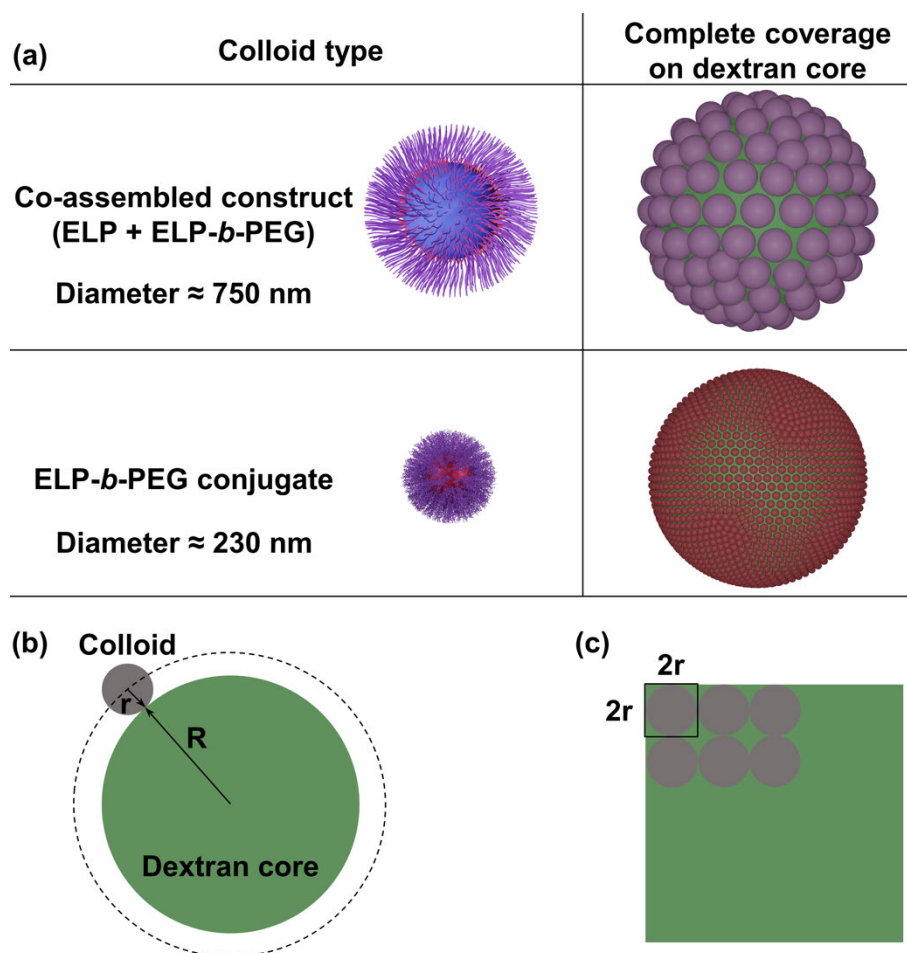 (a)
Colloid type
Complete coverage
on dextran core
Co-assembled construct
(ELP + ELP-b-PEG)
Diameter ≈ 750 nm
ELP-b-PEG conjugate
Diameter ≈ 230 nm
(b)
Colloid
r
R
Dextran core
(c)
2r
2r